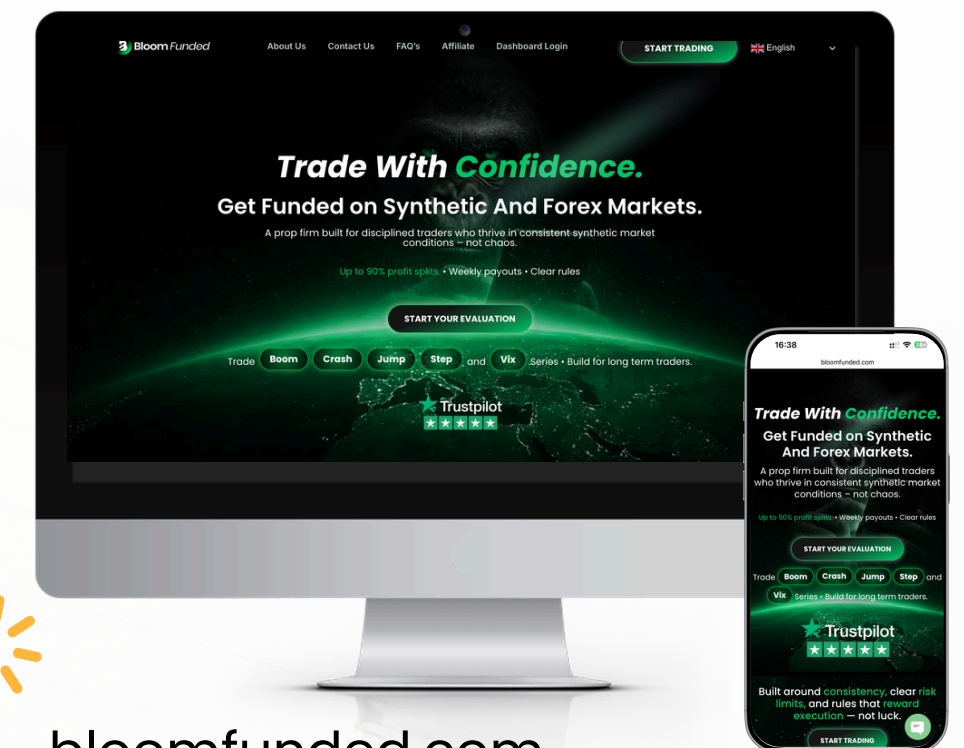 Bloom Funded
About Us Contact Us FAQ's Affiliate Dashboard Login START TRADING English
Trade With Confidence.
Get Funded on Synthetic And Forex Markets.
A prop firm built for disciplined traders who thrive in consistent synthetic market
conditions – not chaos.
Up to 90% profit splits • Weekly payouts • Clear rules
START YOUR EVALUATION
Trade Boom Crash Jump Step and Vix Series • Build for long term traders.
Trustpilot
16:38
bloomfunded.com
Trade With Confidence.
Get Funded on Synthetic
And Forex Markets.
A prop firm built for disciplined traders
who thrive in consistent synthetic market
conditions – not chaos.
Up to 90% profit splits • Weekly payouts • Clear rules
START YOUR EVALUATION
Trade Boom Crash Jump Step and
Vix Series • Build for long term traders.
Trustpilot
Built around consistency, clear risk
limits, and rules that reward
execution — not luck.
START TRADING
bloomfunded.com